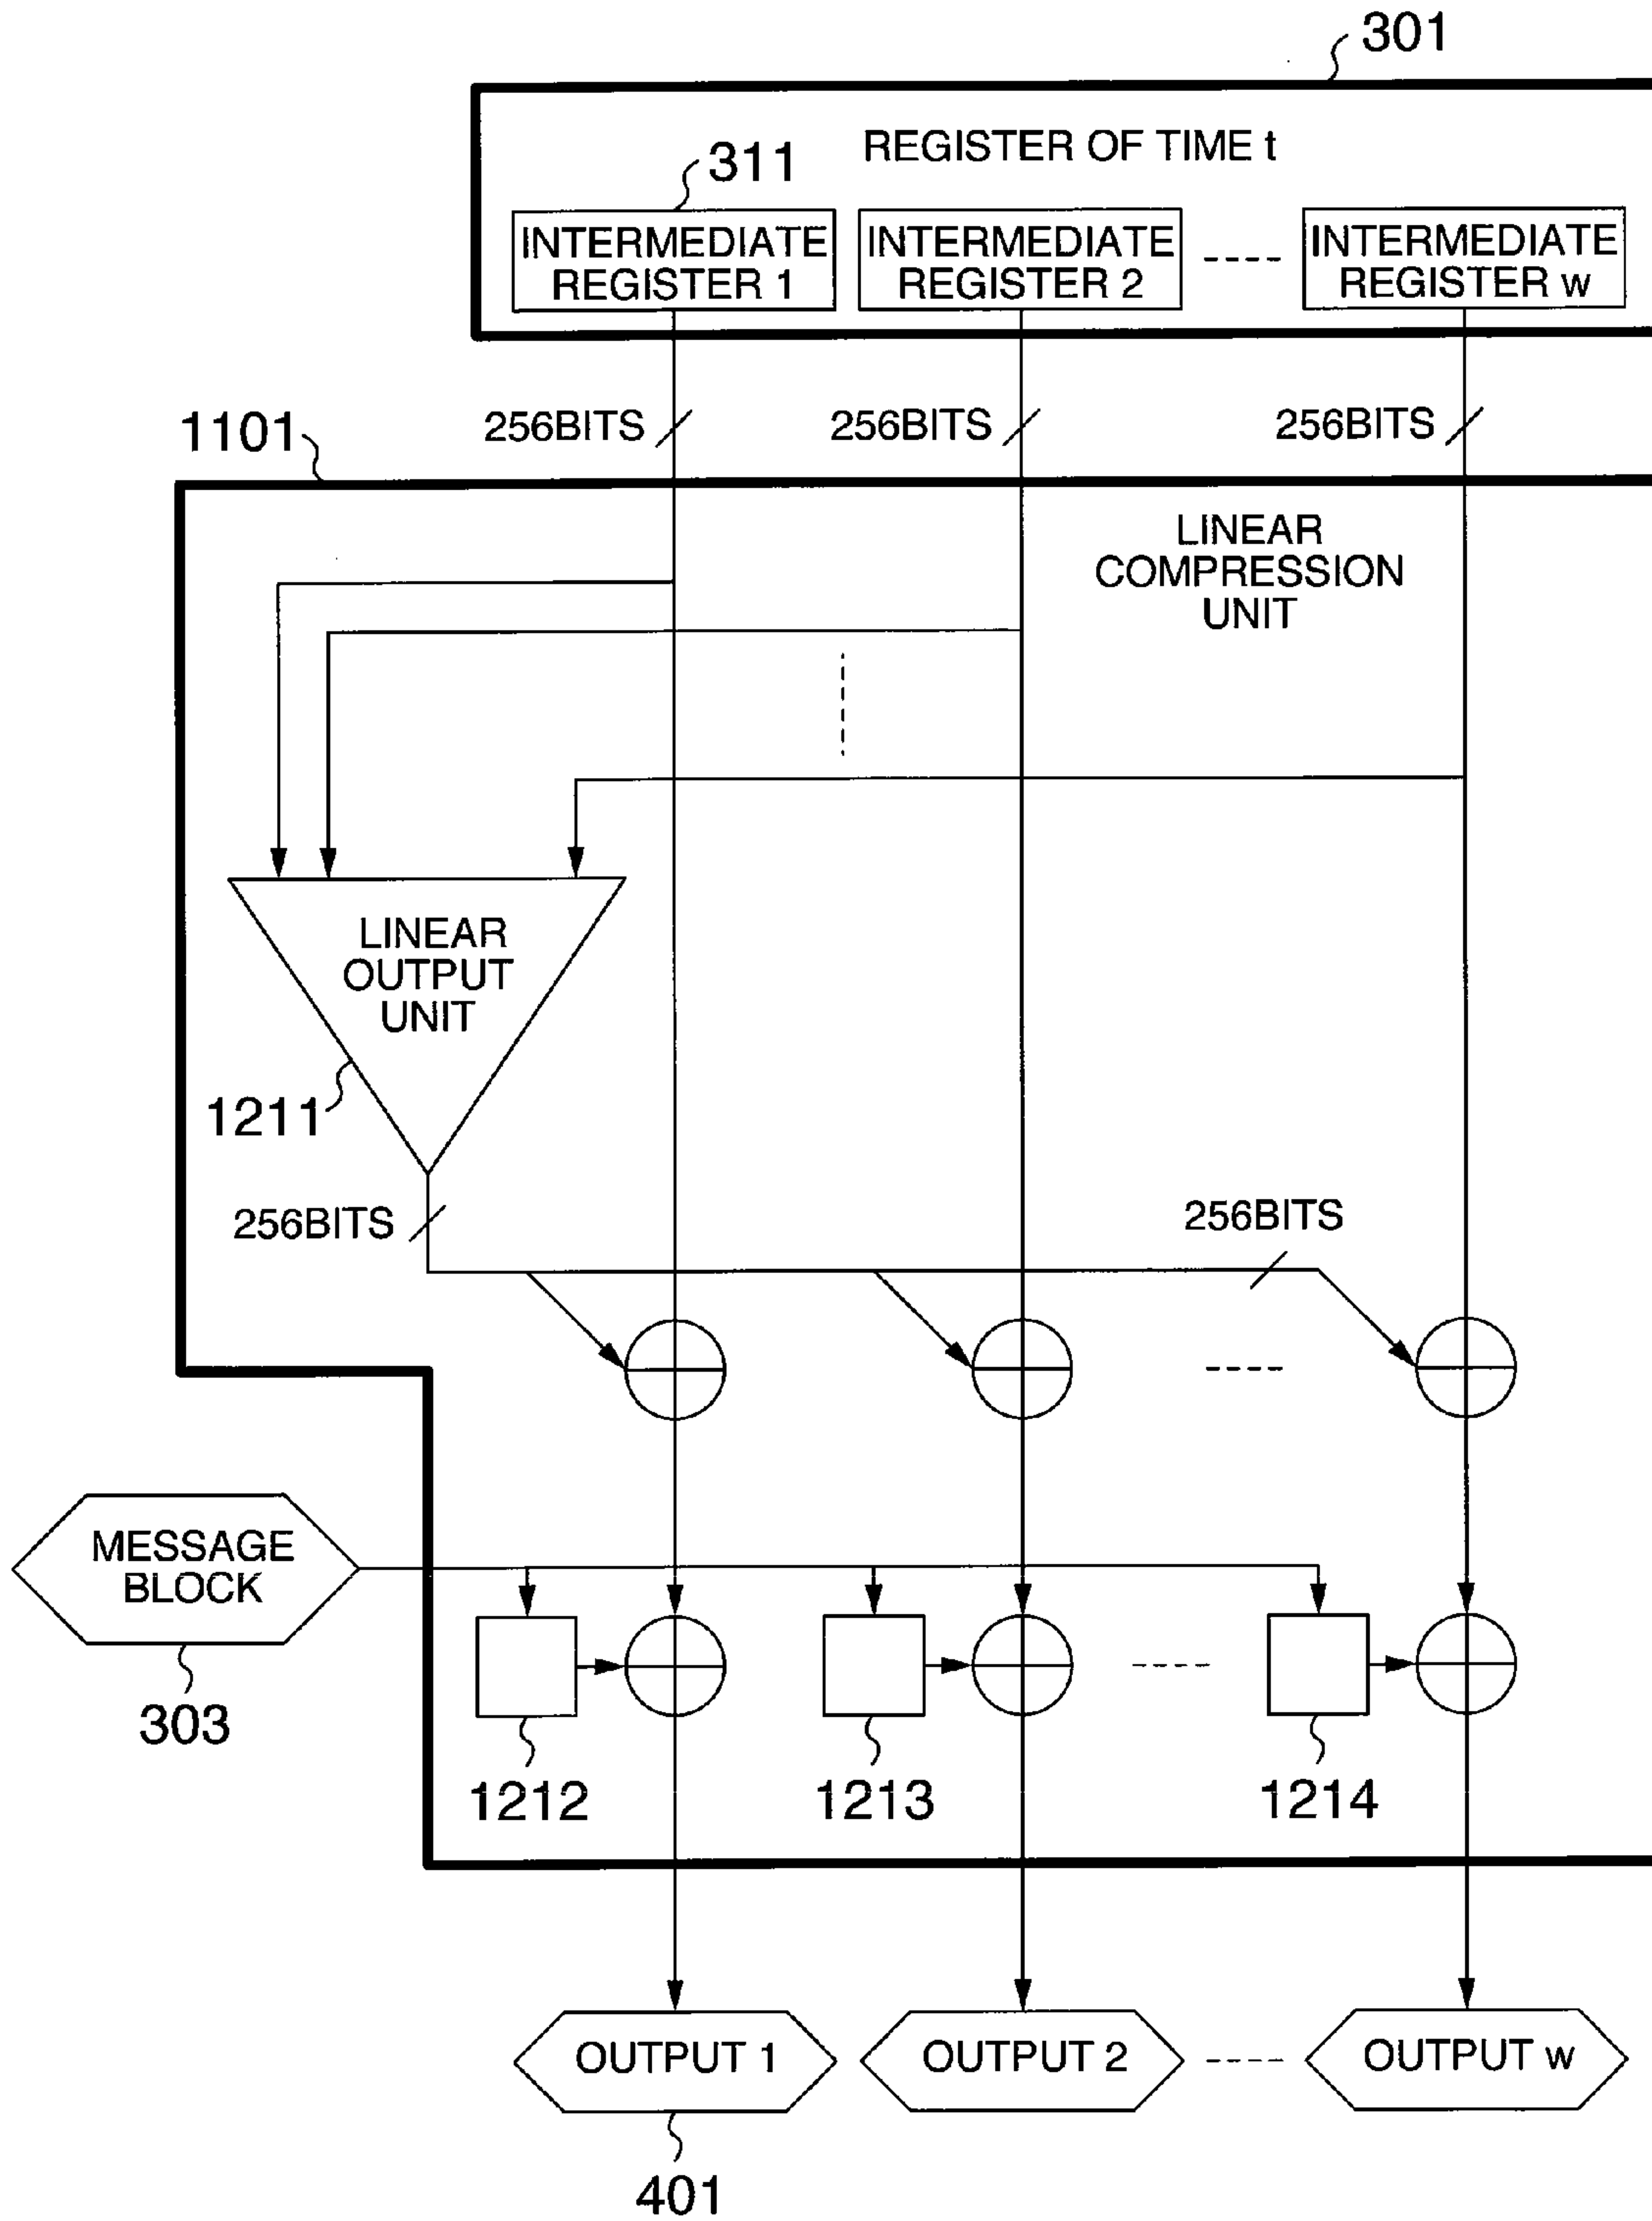 301
REGISTER OF TIME t
311
INTERMEDIATE
REGISTER 1
INTERMEDIATE
REGISTER 2
INTERMEDIATE
REGISTER w
256BITS
256BITS
256BITS
1101
LINEAR
COMPRESSION
UNIT
LINEAR
OUTPUT
UNIT
1211
256BITS
256BITS
MESSAGE
BLOCK
303
1212
1213
1214
OUTPUT 1
OUTPUT 2
OUTPUT w
401